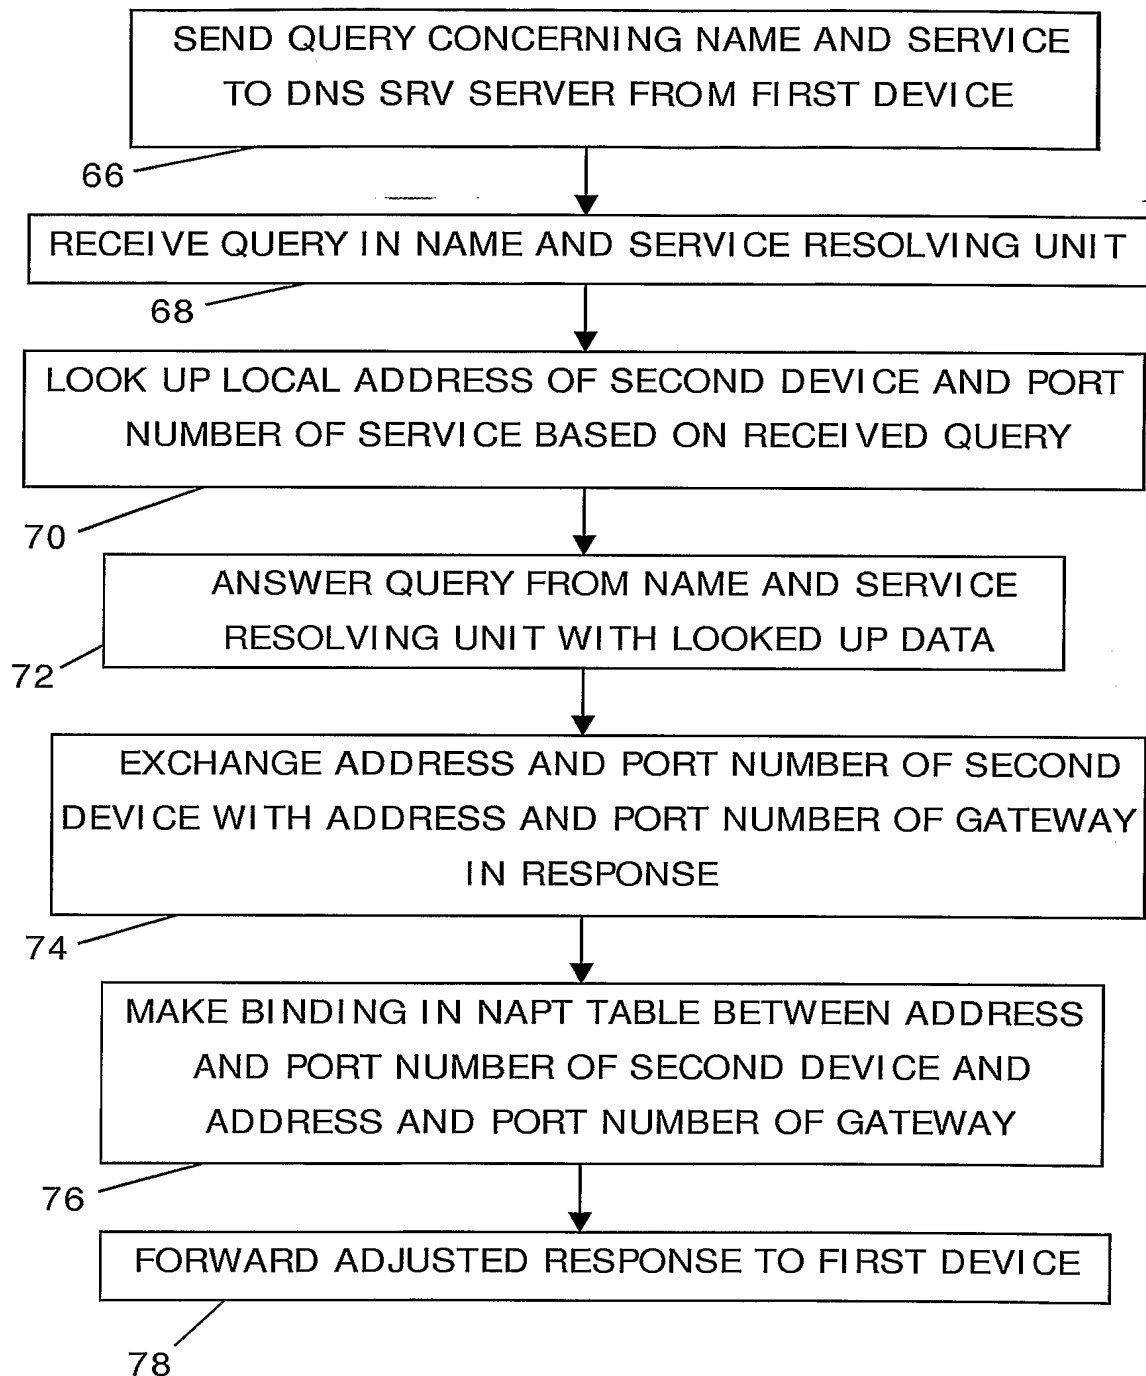 SEND QUERY CONCERNING NAME AND SERVICE
TO DNS SRV SERVER FROM FIRST DEVICE
66
RECEIVE QUERY IN NAME AND SERVICE RESOLVING UNIT
68
LOOK UP LOCAL ADDRESS OF SECOND DEVICE AND PORT
NUMBER OF SERVICE BASED ON RECEIVED QUERY
70
ANSWER QUERY FROM NAME AND SERVICE
RESOLVING UNIT WITH LOOKED UP DATA
72
EXCHANGE ADDRESS AND PORT NUMBER OF SECOND
DEVICE WITH ADDRESS AND PORT NUMBER OF GATEWAY
IN RESPONSE
74
MAKE BINDING IN NAPT TABLE BETWEEN ADDRESS
AND PORT NUMBER OF SECOND DEVICE AND
ADDRESS AND PORT NUMBER OF GATEWAY
76
FORWARD ADJUSTED RESPONSE TO FIRST DEVICE
78